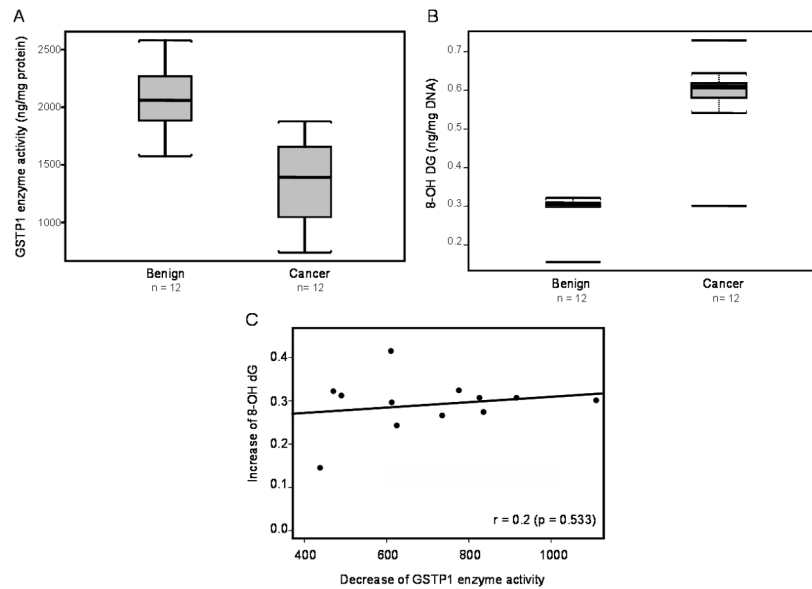 A
GSTP1 enzyme activity (ng/mg protein)
2500
2000
1500
1000
Benign
n = 12
Cancer
n= 12
B
8-OH DG (ng/mg DNA)
0.7
0.6
0.5
0.4
0.3
0.2
Benign
n = 12
Cancer
n= 12
C
Increase of 8-OH dG
0.4
0.3
0.2
0.1
0.0
r = 0.2 (p = 0.533)
400
600
800
1000
Decrease of GSTP1 enzyme activity